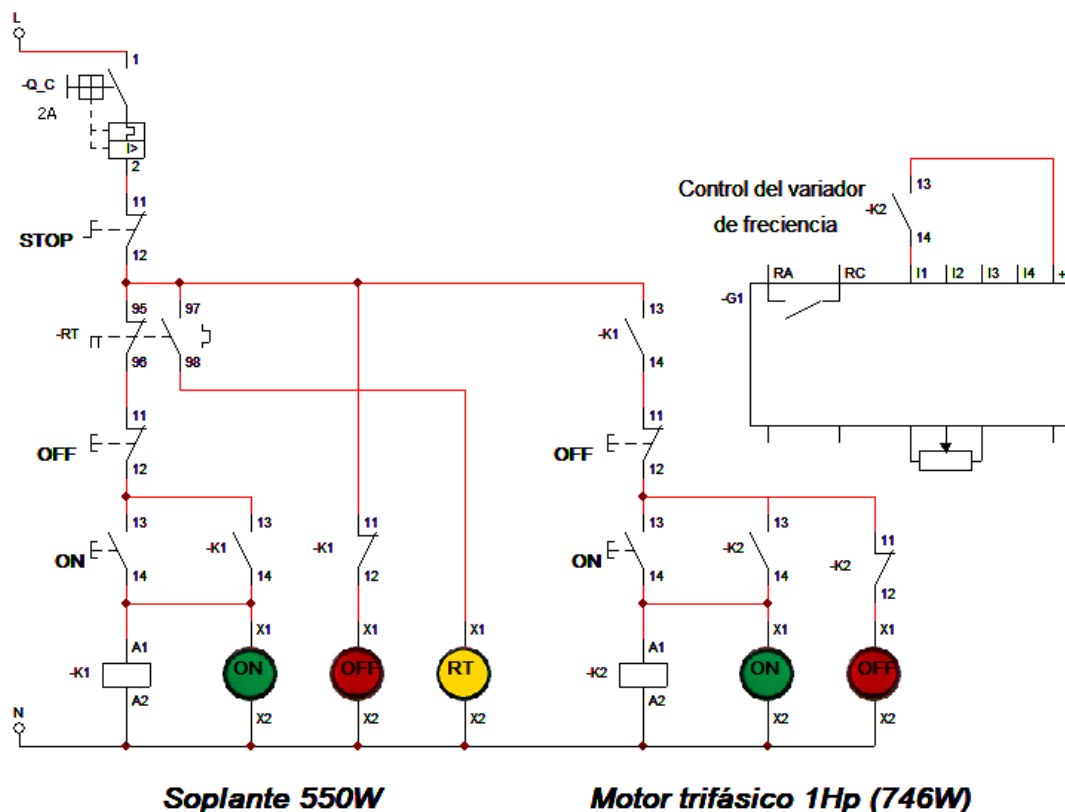 L
1
-Q_C
2A
I>
2
11
STOP
12
Control del variador
de freciencia
13
-K2
14
RA
RC
I1
I2
I3
I4
+
-G1
95
97
-RT
96
98
13
-K1
14
11
OFF
12
11
OFF
12
13
ON
14
13
-K1
14
11
-K1
12
13
ON
14
13
-K2
14
11
-K2
12
A1
-K1
A2
X1
ON
X2
X1
OFF
X2
X1
RT
X2
A1
-K2
A2
X1
ON
X2
X1
OFF
X2
N
Soplante 550W
Motor trifásico 1Hp (746W)